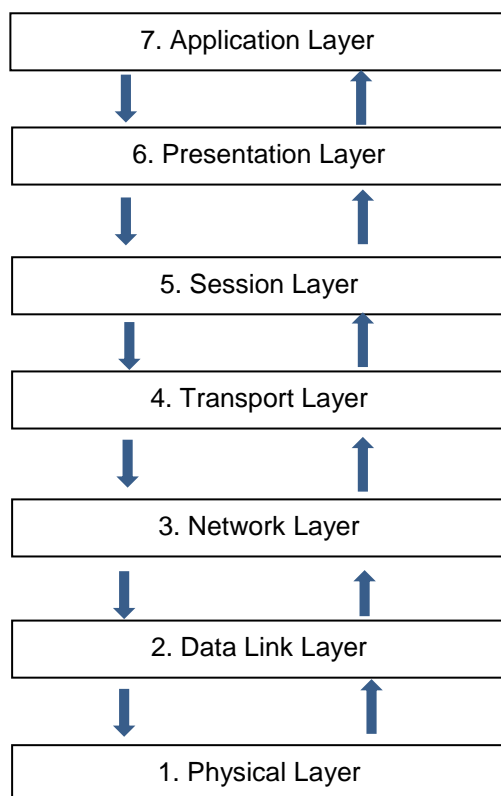 7. Application Layer
6. Presentation Layer
5. Session Layer
4. Transport Layer
3. Network Layer
2. Data Link Layer
1. Physical Layer